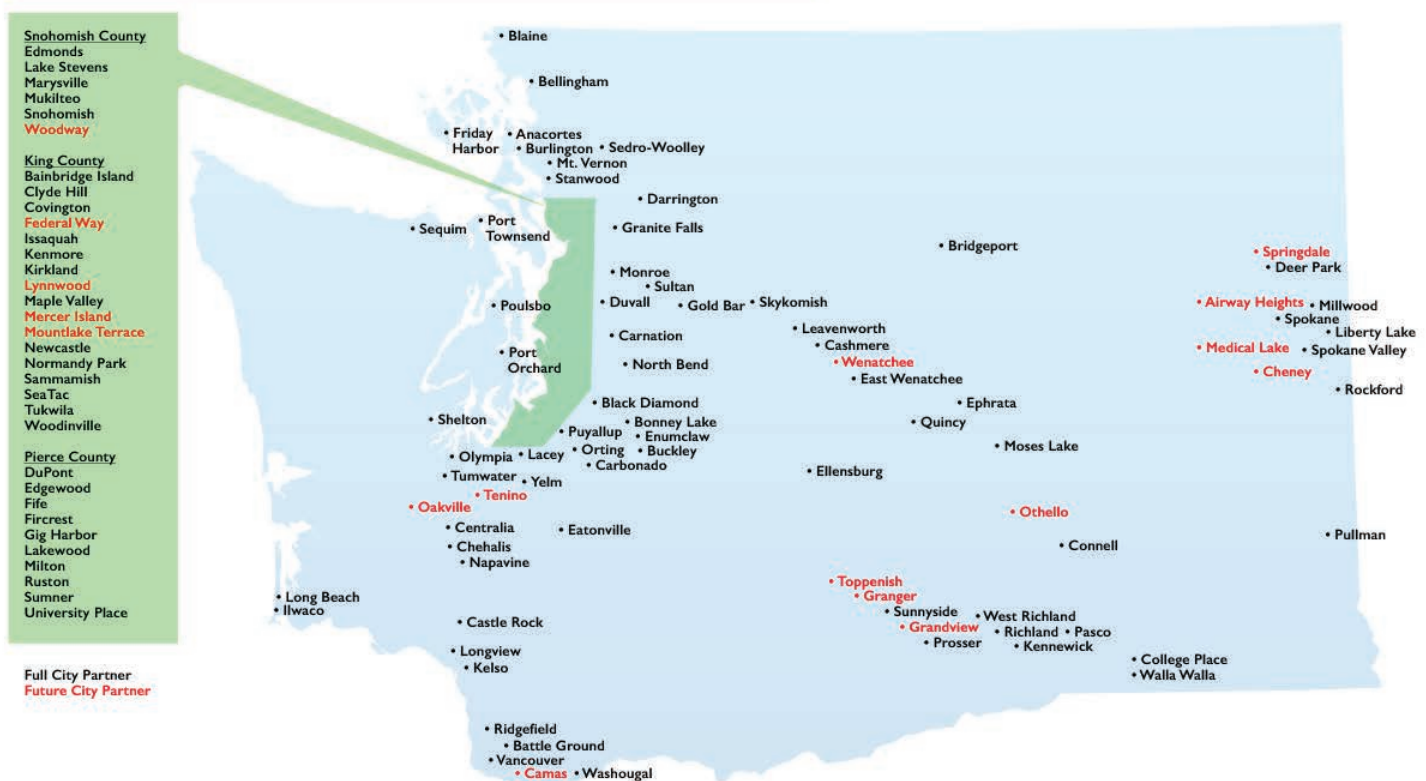 Snohomish County
Edmonds
Lake Stevens
Marysville
Mukilteo
Snohomish
Woodway
King County
Bainbridge Island
Clyde Hill
Covington
Federal Way
Issaquah
Kenmore
Kirkland
Lynnwood
Maple Valley
Mercer Island
Mountlake Terrace
Newcastle
Normandy Park
Sammamish
SeaTac
Tukwila
Woodinville
Pierce County
DuPont
Edgewood
Fife
Fircrest
Gig Harbor
Lakewood
Milton
Ruston
Sumner
University Place
Full City Partner
Future City Partner
• Blaine
• Bellingham
• Friday
Harbor
• Anacortes
• Burlington
• Sedro-Woolley
• Mt. Vernon
• Stanwood
• Darrington
• Sequim
• Port
Townsend
• Granite Falls
• Bridgeport
• Springdale
• Deer Park
• Monroe
• Sultan
• Poulsbo
• Duvall
• Gold Bar
• Skykomish
• Airway Heights
• Millwood
• Spokane
• Leavenworth
• Liberty Lake
• Carnation
• Cashmere
• Medical Lake
• Spokane Valley
• Port
Orchard
• North Bend
• Wenatchee
• East Wenatchee
• Cheney
• Rockford
• Black Diamond
• Ephrata
• Shelton
• Bonney Lake
• Quincy
• Puyallup
• Enumclaw
• Moses Lake
• Olympia
• Lacey
• Orting
• Buckley
• Carbonado
• Ellensburg
• Tumwater
• Yelm
• Tenino
• Oakville
• Othello
• Centralia
• Eatonville
• Pullman
• Chehalis
• Connell
• Napavine
• Toppenish
• Long Beach
• Granger
• Ilwaco
• Sunnyside
• West Richland
• Castle Rock
• Grandview
• Richland
• Pasco
• Prosser
• Kennewick
• Longview
• College Place
• Kelso
• Walla Walla
• Ridgefield
• Battle Ground
• Vancouver
• Camas
• Washougal